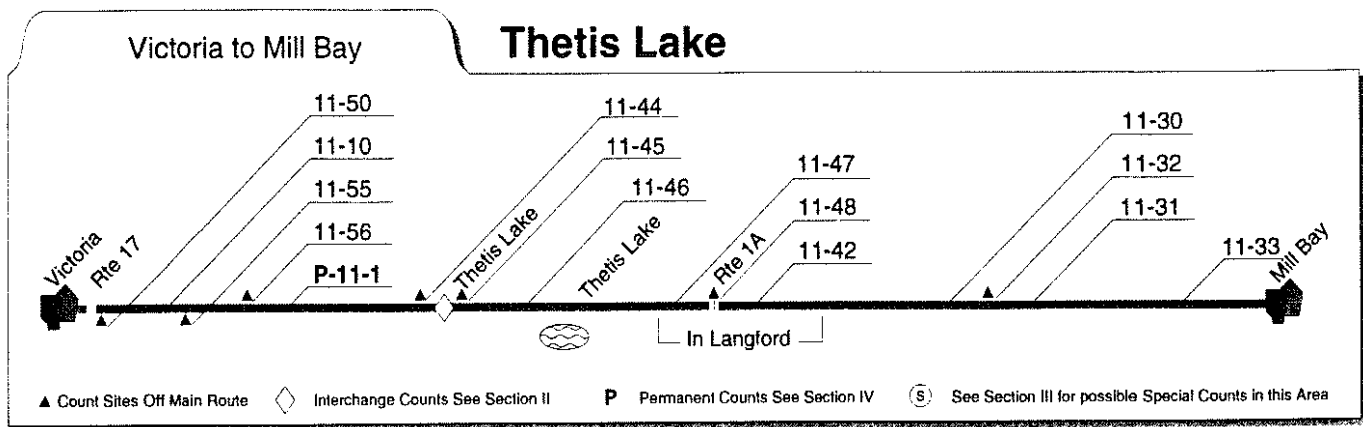 Victoria to Mill Bay
Thetis Lake
11-50
11-10
11-55
11-56
P-11-1
11-44
11-45
11-46
11-47
11-48
11-42
11-30
11-32
11-31
11-33
Victoria
Rte 17
Thetis Lake
Thetis Lake
Rte 1A
Mill Bay
In Langford
▲ Count Sites Off Main Route ◇ Interchange Counts See Section II P Permanent Counts See Section IV Ⓢ See Section III for possible Special Counts in this Area